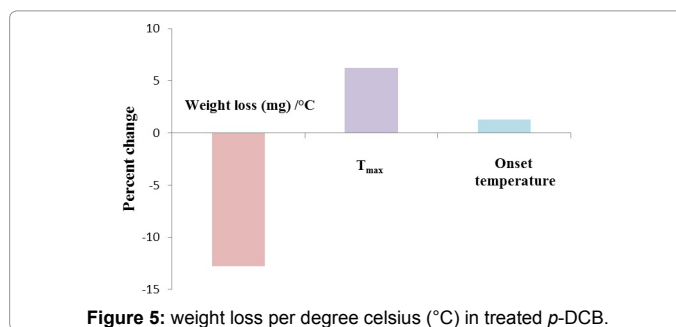 10
5
0
-5
-10
-15
Percent change
Weight loss (mg) /°C
Tmax
Onset
temperature
Figure 5: weight loss per degree celsius (°C) in treated p-DCB.